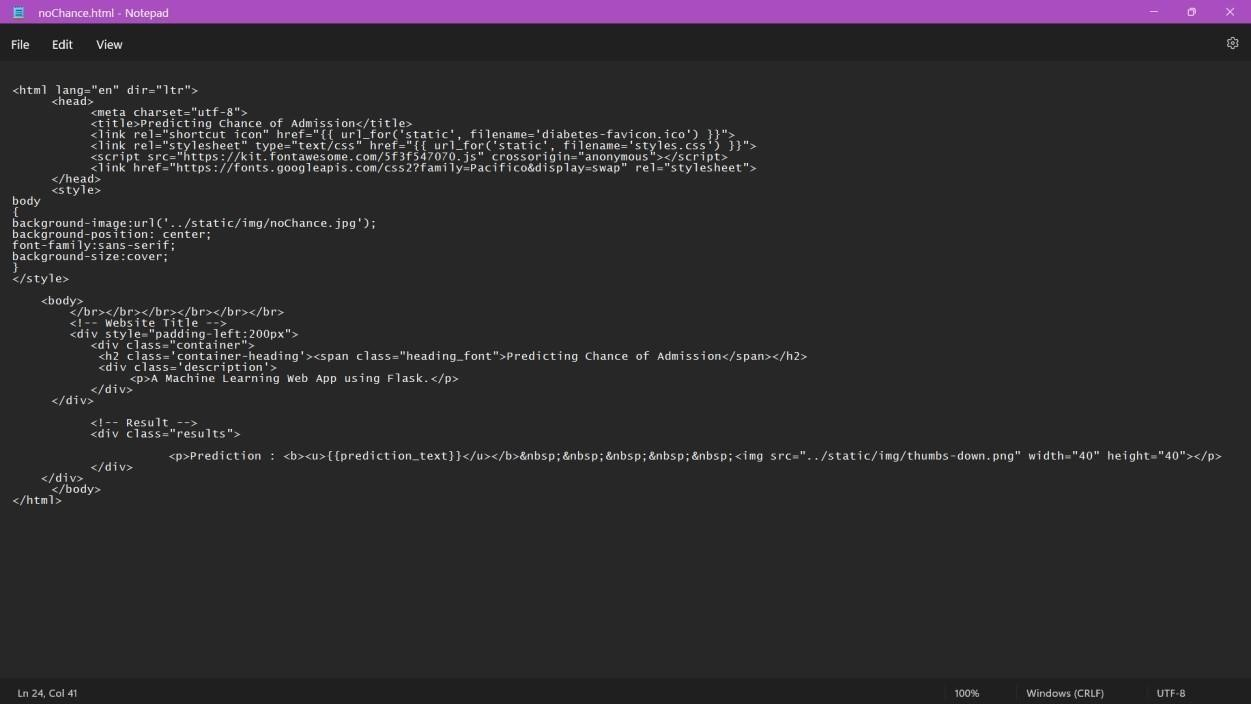 noChance.html - Notepad
File Edit View
<html lang="en" dir="ltr">
<head>
<meta charset="utf-8">
<title>Predicting Chance of Admission</title>
<link rel="shortcut icon" href="{{ url_for('static', filename='diabetes-favicon.ico') }}">
<link rel="stylesheet" type="text/css" href="{{ url_for('static', filename='styles.css') }}">
<script src="https://kit.fontawesome.com/5f3f547070.js" crossorigin="anonymous"></script>
<link href="https://fonts.googleapis.com/css2?family=Pacifico&display=swap" rel="stylesheet">
</head>
<style>
body
{
background-image:url('../static/img/noChance.jpg');
background-position: center;
font-family:sans-serif;
background-size:cover;
}
</style>
<body>
</br></br></br></br></br></br>
<!-- Website Title -->
<div style="padding-left:200px">
<div class="container">
<h2 class='container-heading'><span class="heading_font">Predicting Chance of Admission</span></h2>
<div class='description'>
<p>A Machine Learning Web App using Flask.</p>
</div>
</div>
<!-- Result -->
<div class="results">
<p>Prediction : <b><u>{{prediction_text}}</u></b>&nbsp;&nbsp;&nbsp;&nbsp;&nbsp;<img src="../static/img/thumbs-down.png" width="40" height="40"></p>
</div>
</div>
</body>
</html>
Ln 24, Col 41 100% Windows (CRLF) UTF-8